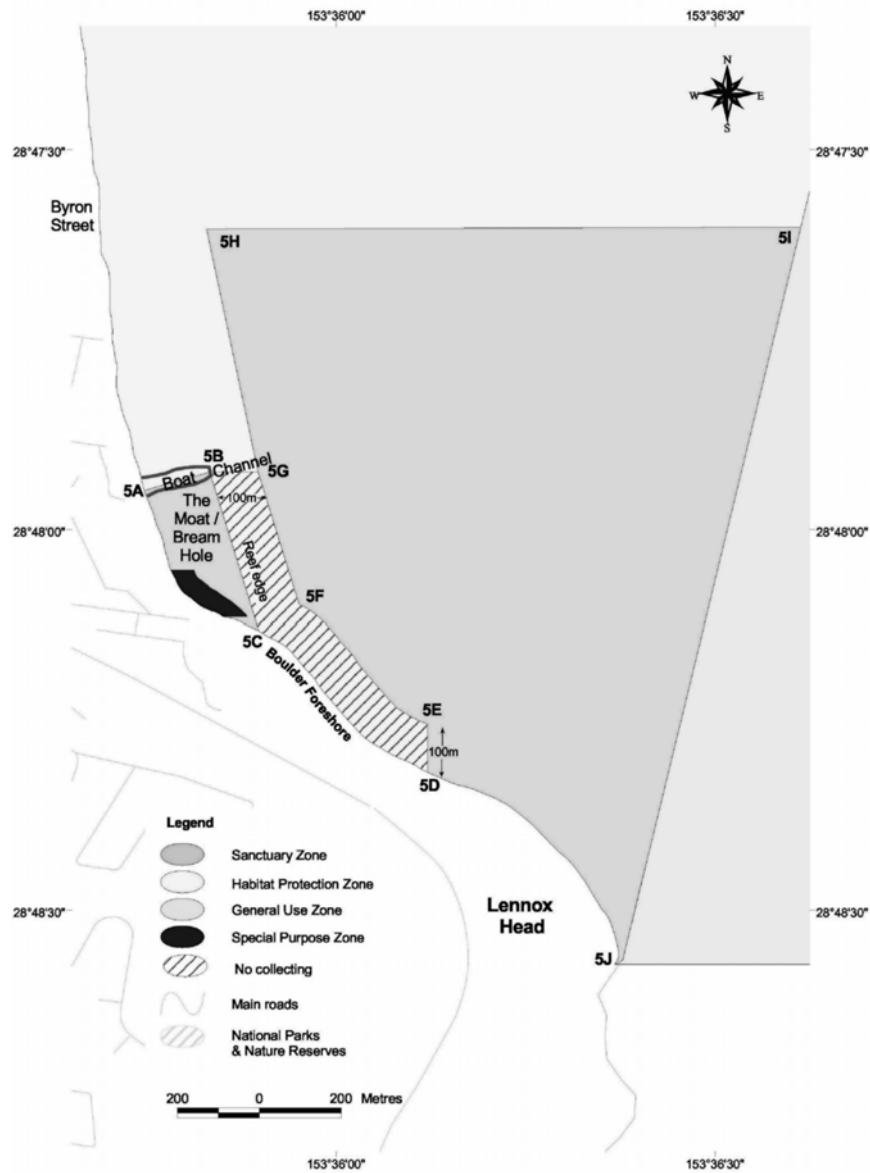 153°36'00"
153°36'30"
N
W
E
S
28°47'30"
28°47'30"
Byron
Street
5H
5I
5B
5G
Boat Channel
5A
The
Moat /
Bream
Hole
100m
28°48'00"
28°48'00"
Reef edge
5F
5C
Boulder Foreshore
5E
100m
5D
Legend
Sanctuary Zone
Habitat Protection Zone
General Use Zone
Special Purpose Zone
No collecting
Main roads
National Parks
& Nature Reserves
Lennox
Head
28°48'30"
28°48'30"
5J
200 0 200 Metres
153°36'00"
153°36'30"